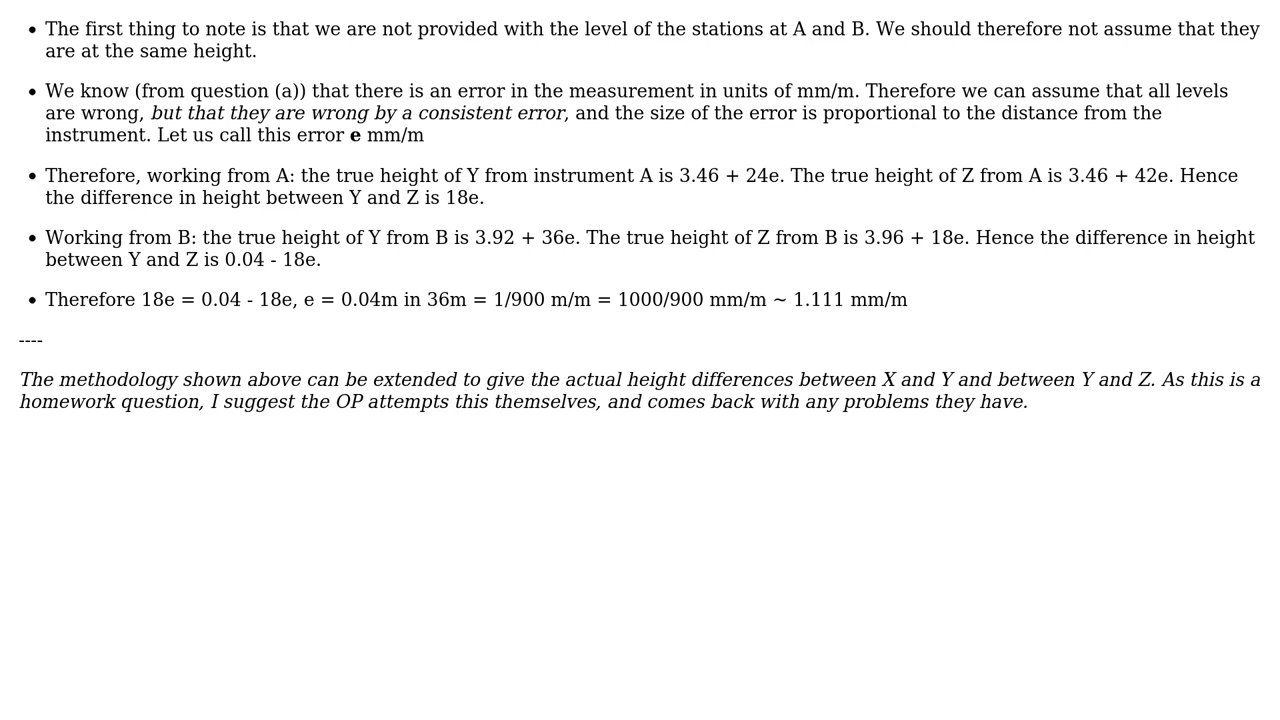 • The first thing to note is that we are not provided with the level of the stations at A and B. We should therefore not assume that they
are at the same height.
• We know (from question (a)) that there is an error in the measurement in units of mm/m. Therefore we can assume that all levels
are wrong, but that they are wrong by a consistent error, and the size of the error is proportional to the distance from the
instrument. Let us call this error e mm/m
• Therefore, working from A: the true height of Y from instrument A is 3.46 + 24e. The true height of Z from A is 3.46 + 42e. Hence
the difference in height between Y and Z is 18e.
• Working from B: the true height of Y from B is 3.92 + 36e. The true height of Z from B is 3.96 + 18e. Hence the difference in height
between Y and Z is 0.04 - 18e.
• Therefore 18e = 0.04 - 18e, e = 0.04m in 36m = 1/900 m/m = 1000/900 mm/m ~ 1.111 mm/m
----
The methodology shown above can be extended to give the actual height differences between X and Y and between Y and Z. As this is a
homework question, I suggest the OP attempts this themselves, and comes back with any problems they have.